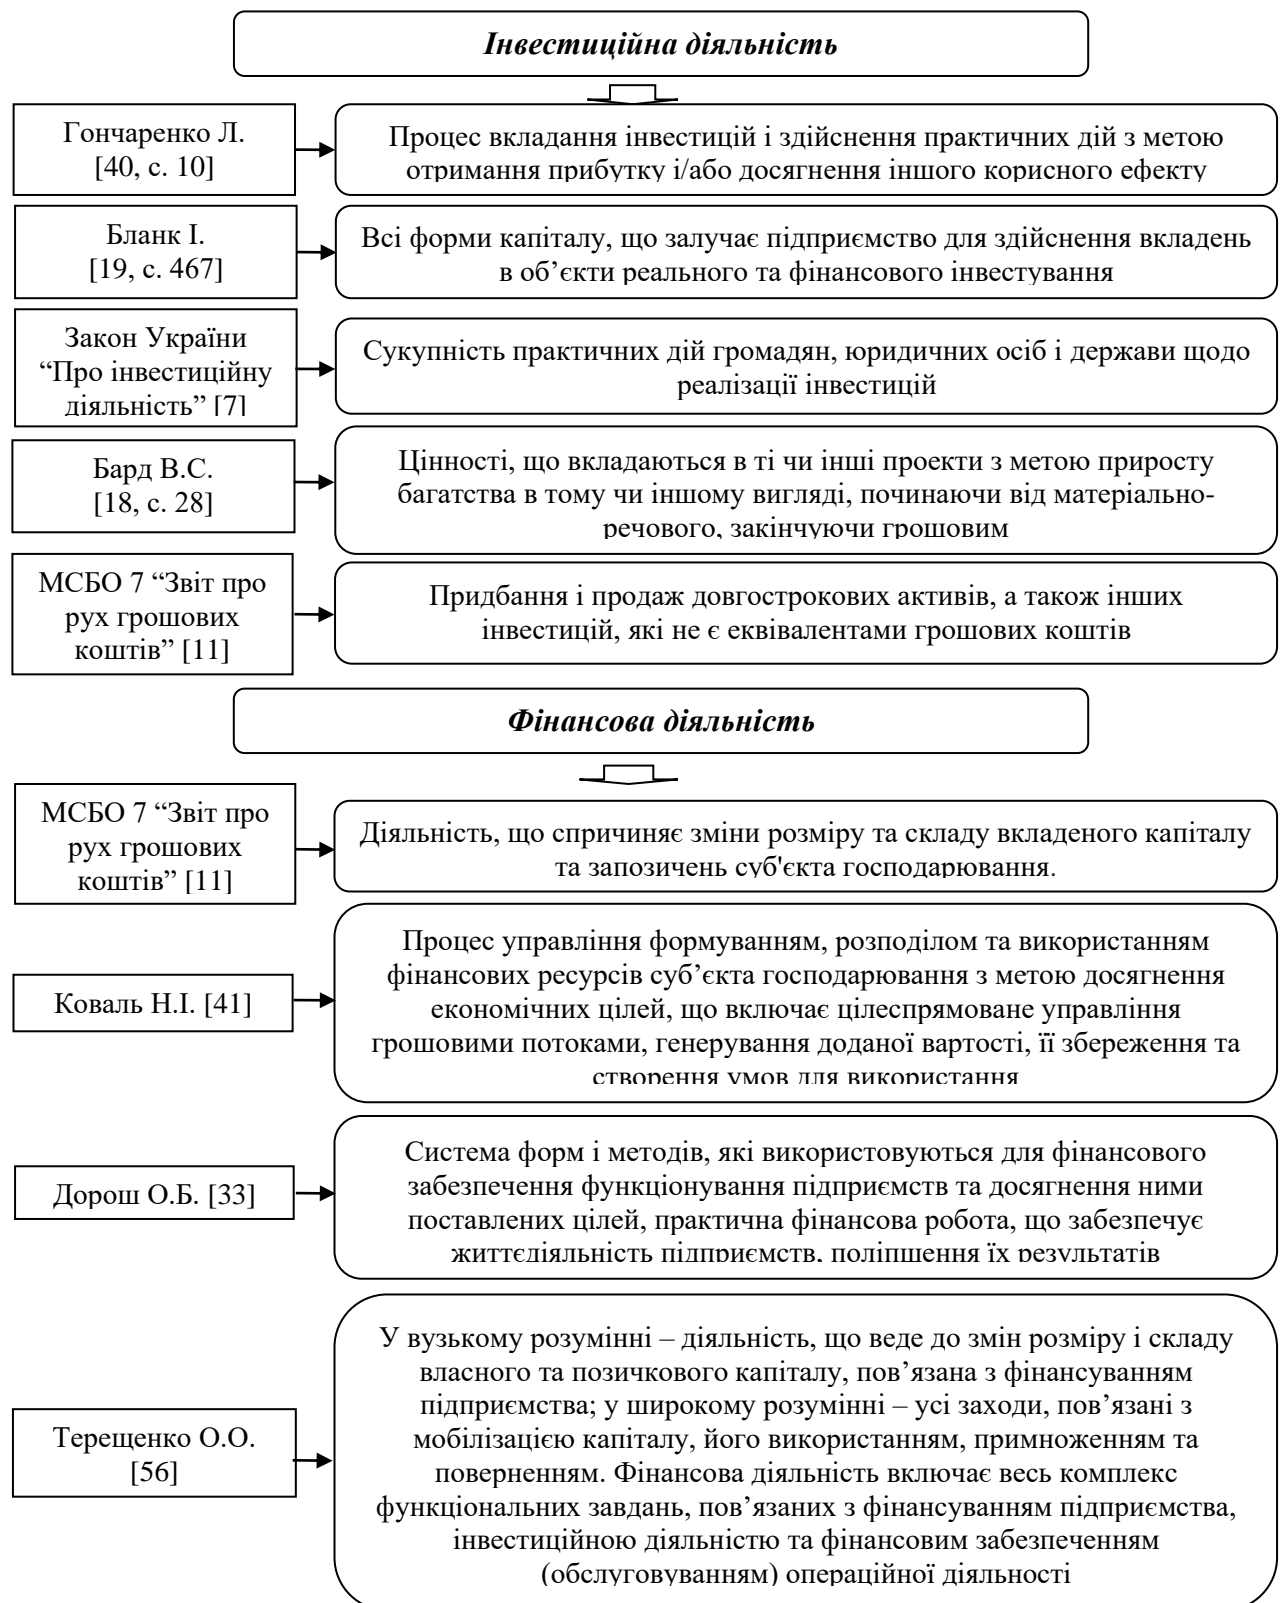 Інвестиційна діяльність
Гончаренко Л.
[40, с. 10]
Процес вкладання інвестицій і здійснення практичних дій з метою
отримання прибутку і/або досягнення іншого корисного ефекту
Бланк І.
[19, с. 467]
Всі форми капіталу, що залучає підприємство для здійснення вкладень
в об’єкти реального та фінансового інвестування
Закон України
“Про інвестиційну
діяльність” [7]
Сукупність практичних дій громадян, юридичних осіб і держави щодо
реалізації інвестицій
Бард В.С.
[18, с. 28]
Цінності, що вкладаються в ті чи інші проекти з метою приросту
багатства в тому чи іншому вигляді, починаючи від матеріально-
речового, закінчуючи грошовим
МСБО 7 “Звіт про
рух грошових
коштів” [11]
Придбання і продаж довгострокових активів, а також інших
інвестицій, які не є еквівалентами грошових коштів
Фінансова діяльність
МСБО 7 “Звіт про
рух грошових
коштів” [11]
Діяльність, що спричиняє зміни розміру та складу вкладеного капіталу
та запозичень суб'єкта господарювання.
Коваль Н.І. [41]
Процес управління формуванням, розподілом та використанням
фінансових ресурсів суб’єкта господарювання з метою досягнення
економічних цілей, що включає цілеспрямоване управління
грошовими потоками, генерування доданої вартості, її збереження та
створення умов для використання
Дорош О.Б. [33]
Система форм і методів, які використовуються для фінансового
забезпечення функціонування підприємств та досягнення ними
поставлених цілей, практична фінансова робота, що забезпечує
життєдіяльність підприємств, поліпшення їх результатів
Терещенко О.О.
[56]
У вузькому розумінні – діяльність, що веде до змін розміру і складу
власного та позичкового капіталу, пов’язана з фінансуванням
підприємства; у широкому розумінні – усі заходи, пов’язані з
мобілізацією капіталу, його використанням, примноженням та
поверненням. Фінансова діяльність включає весь комплекс
функціональних завдань, пов’язаних з фінансуванням підприємства,
інвестиційною діяльністю та фінансовим забезпеченням
(обслуговуванням) операційної діяльності